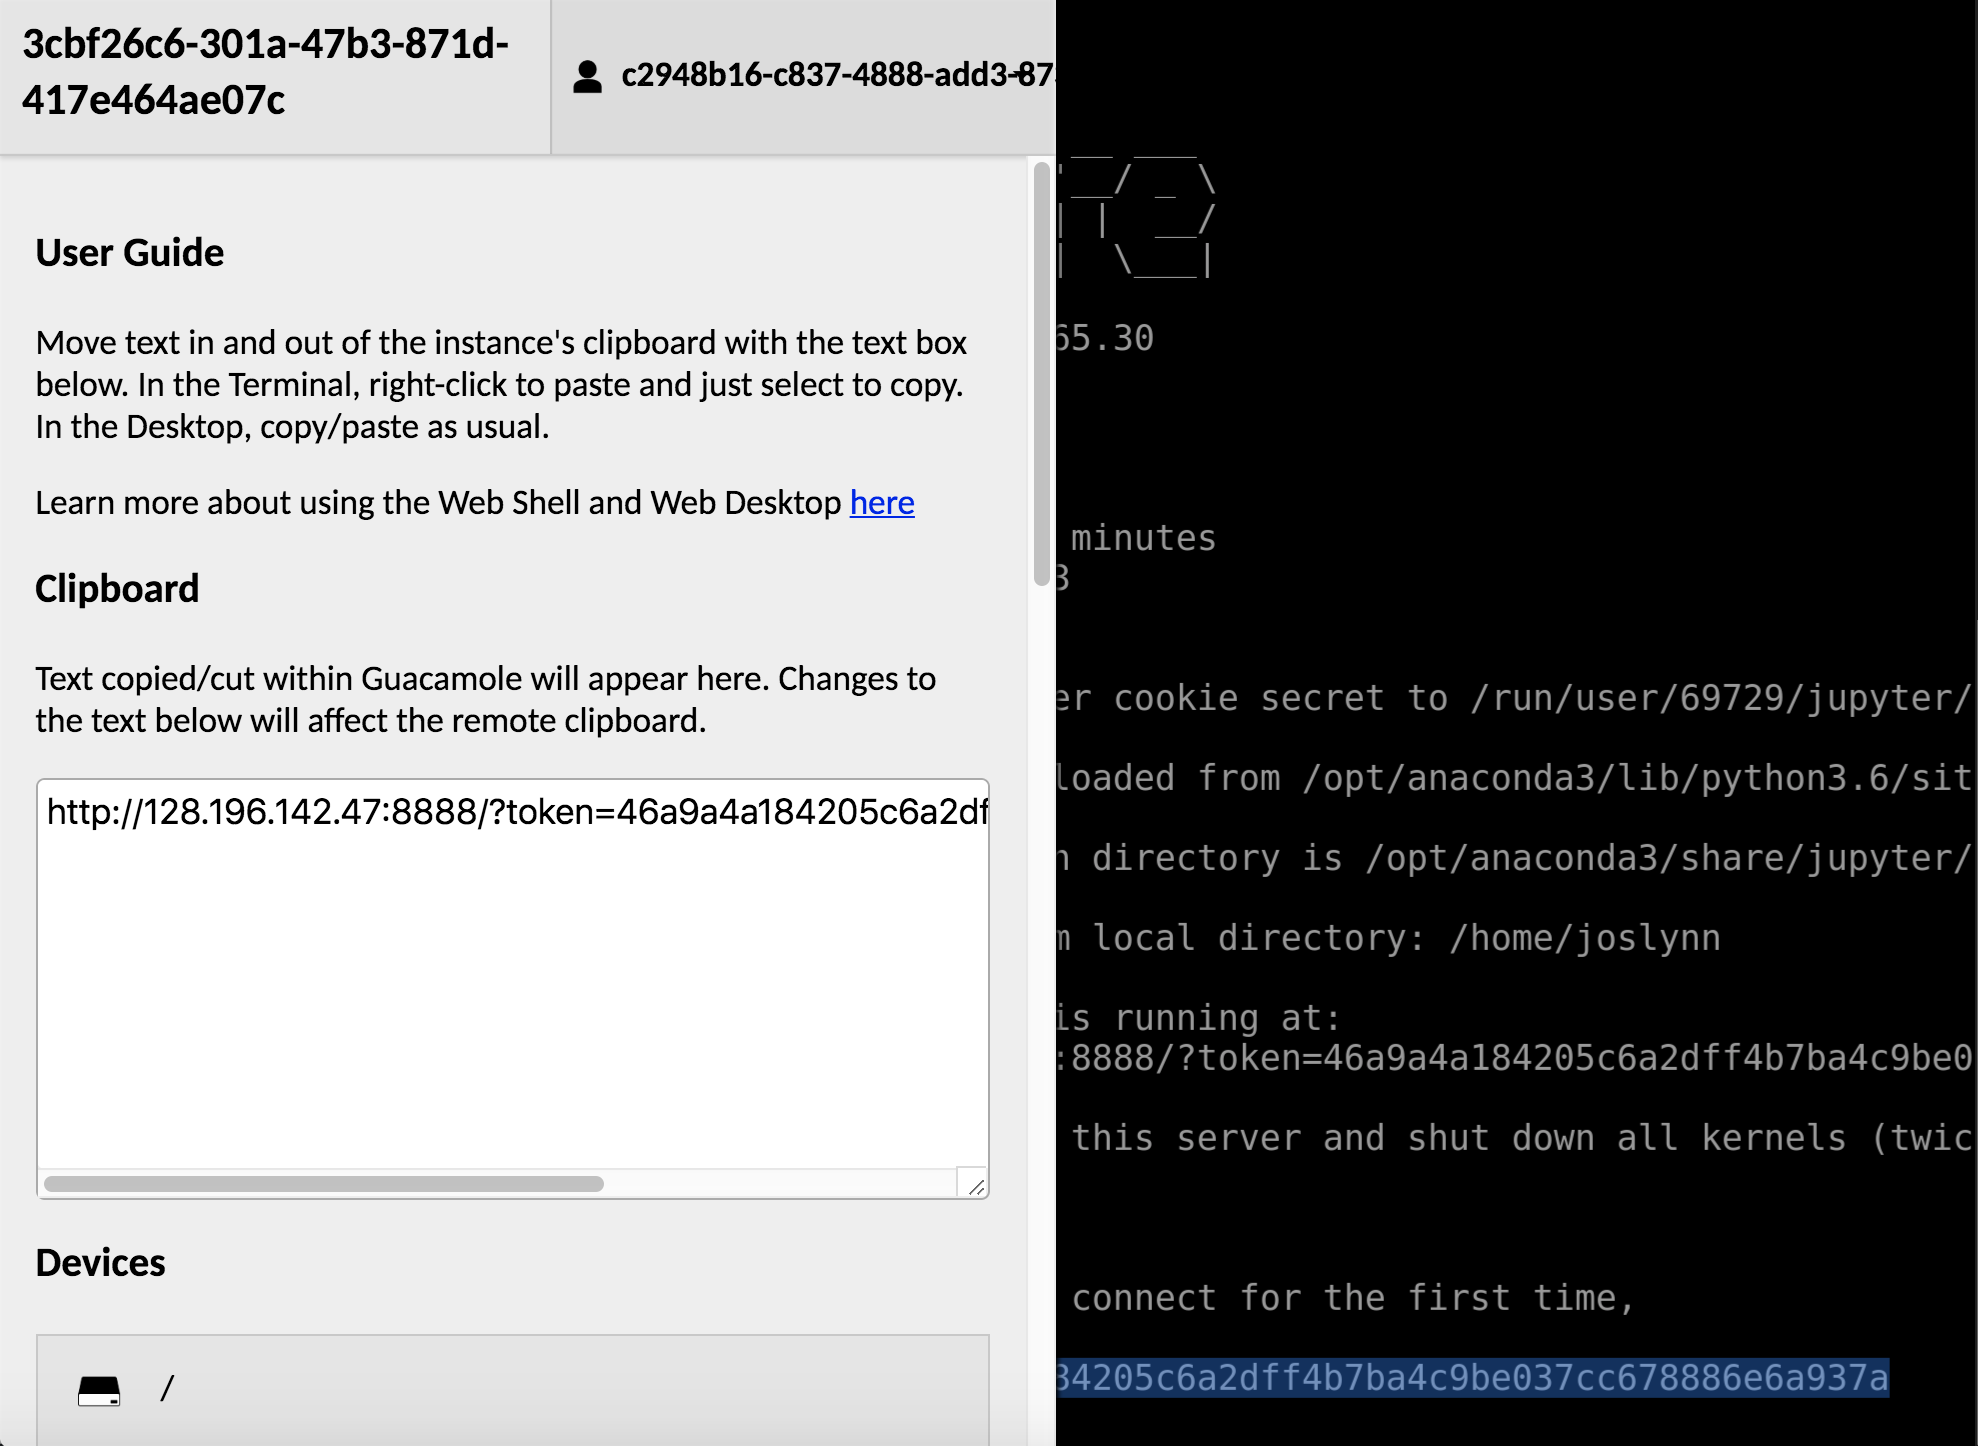 3cbf26c6-301a-47b3-871d-
417e464ae07c
c2948b16-c837-4888-add3-87
User Guide
Move text in and out of the instance's clipboard with the text box
below. In the Terminal, right-click to paste and just select to copy.
In the Desktop, copy/paste as usual.
Learn more about using the Web Shell and Web Desktop here
Clipboard
Text copied/cut within Guacamole will appear here. Changes to
the text below will affect the remote clipboard.
http://128.196.142.47:8888/?token=46a9a4a184205c6a2df
Devices
/
65.30
minutes
3
er cookie secret to /run/user/69729/jupyter/
loaded from /opt/anaconda3/lib/python3.6/sit
n directory is /opt/anaconda3/share/jupyter/
m local directory: /home/joslynn
is running at:
:8888/?token=46a9a4a184205c6a2dff4b7ba4c9be0
this server and shut down all kernels (twic
connect for the first time,
84205c6a2dff4b7ba4c9be037cc678886e6a937a